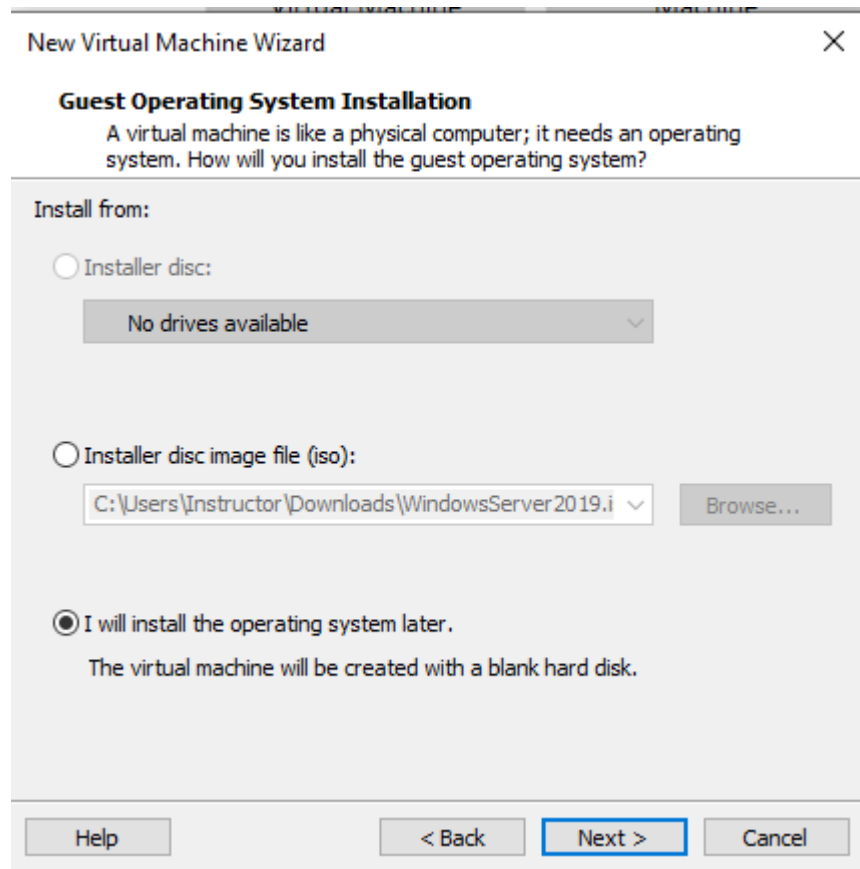 Virtual Machine Machine
New Virtual Machine Wizard
Guest Operating System Installation
A virtual machine is like a physical computer; it needs an operating
system. How will you install the guest operating system?
Install from:
Installer disc:
No drives available
Installer disc image file (iso):
C:\Users\Instructor\Downloads\WindowsServer2019.i
Browse...
I will install the operating system later.
The virtual machine will be created with a blank hard disk.
Help < Back Next > Cancel